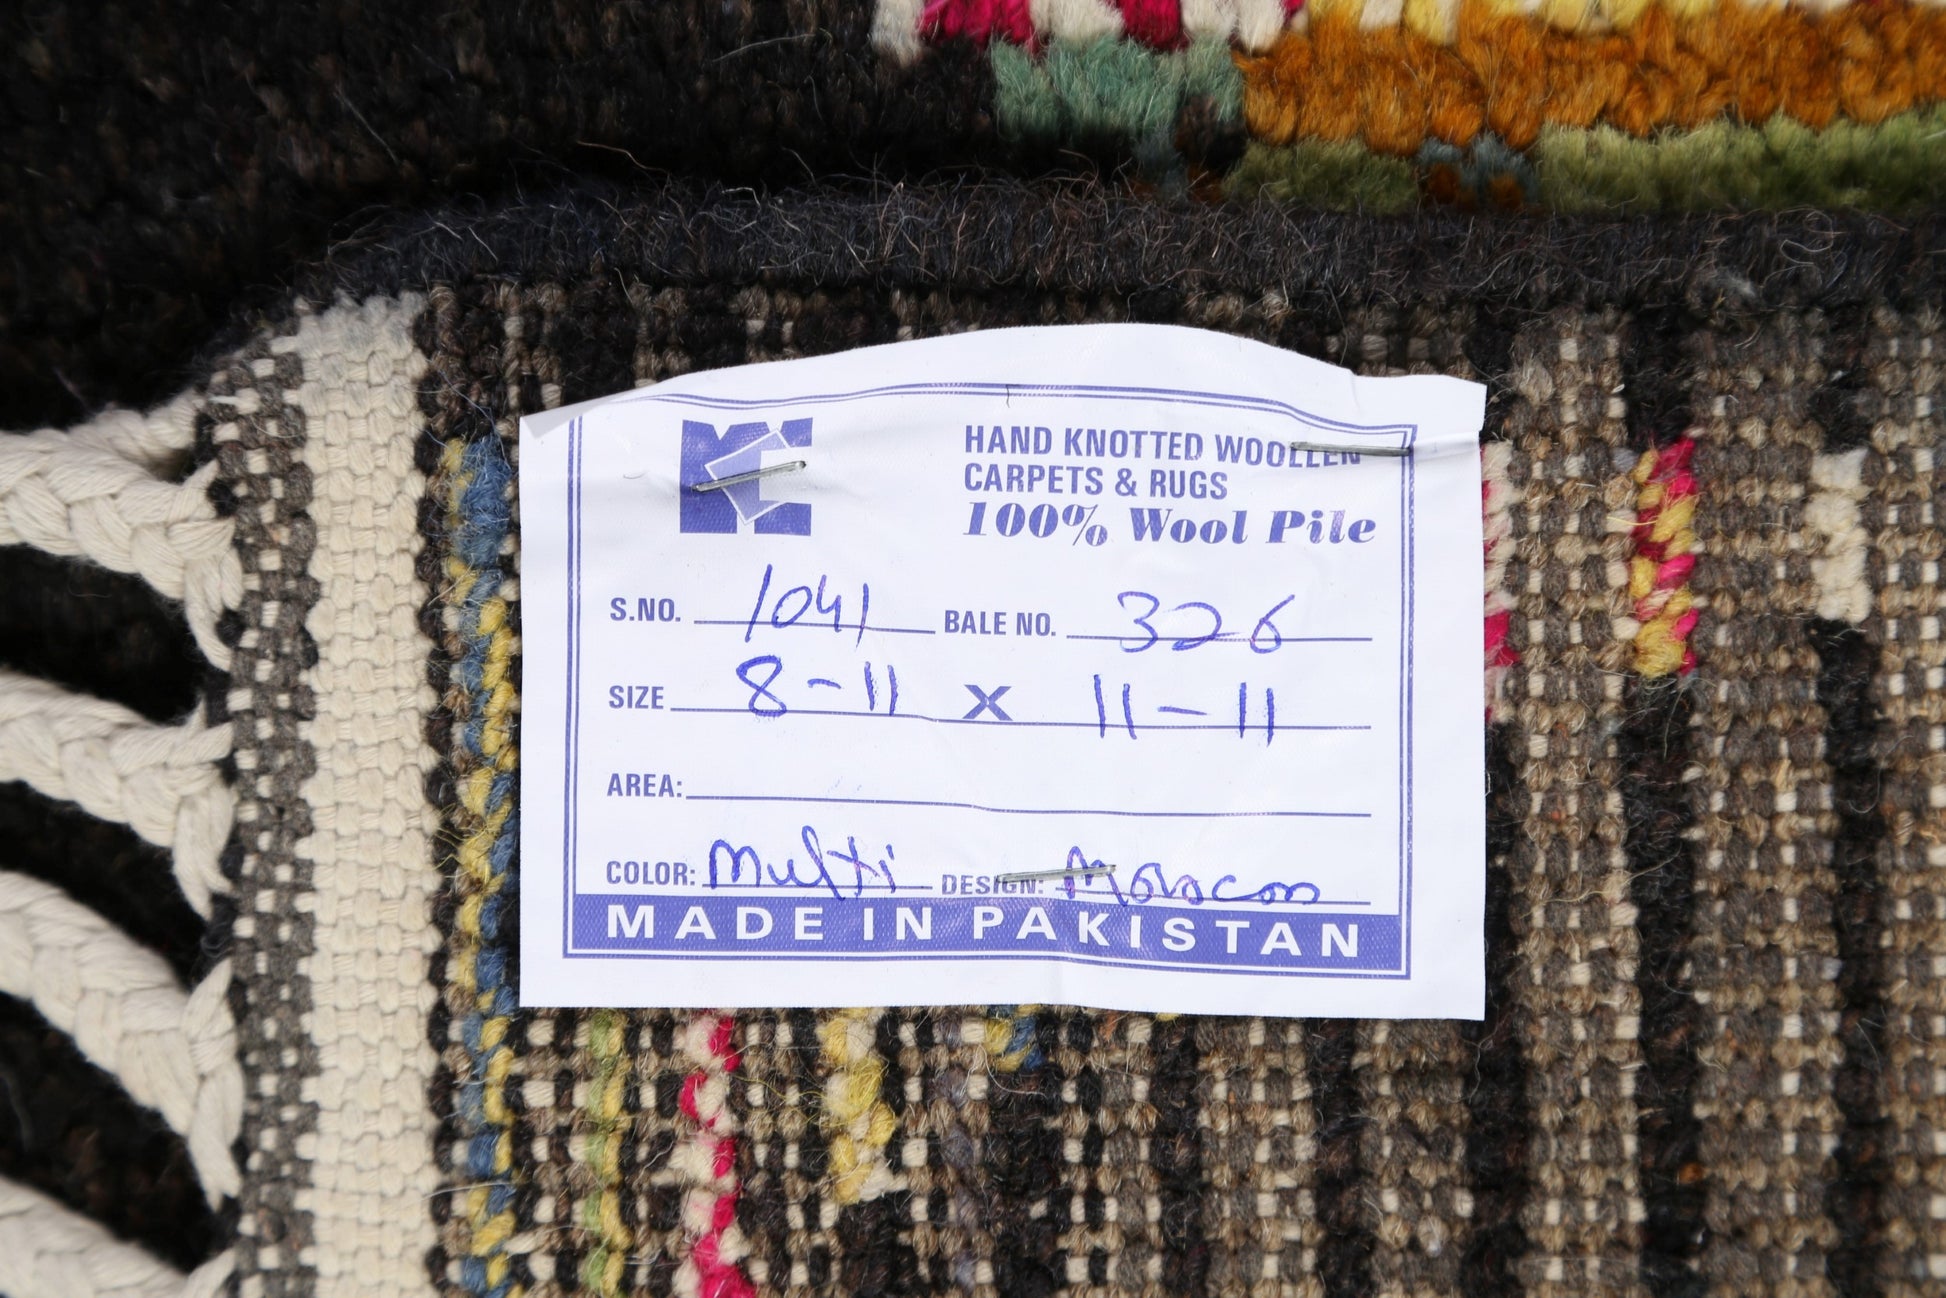 HAND KNOTTED WOOLLEN
CARPETS & RUGS
100% Wool Pile
S.NO. 1041 BALE NO. 326
SIZE 8-11 X 11-11
AREA:
COLOR: Multi DESIGN:
MADE IN PAKISTAN